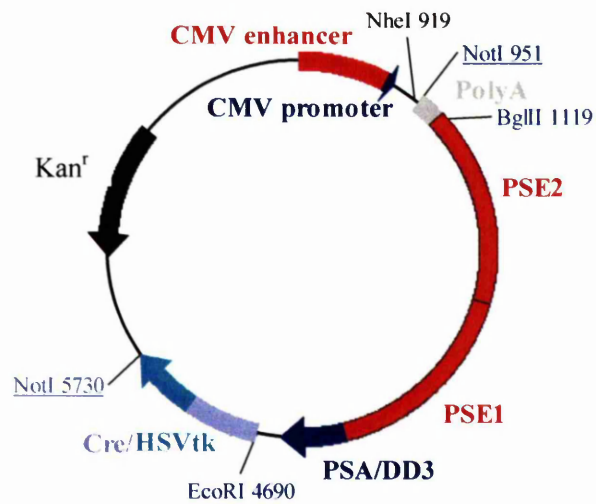 CMV enhancer
NheI 919
NotI 951
CMV promoter
PolyA
BglII 1119
Kanʳ
PSE2
NotI 5730
PSE1
Cre/HSVtk
PSA/DD3
EcoRI 4690